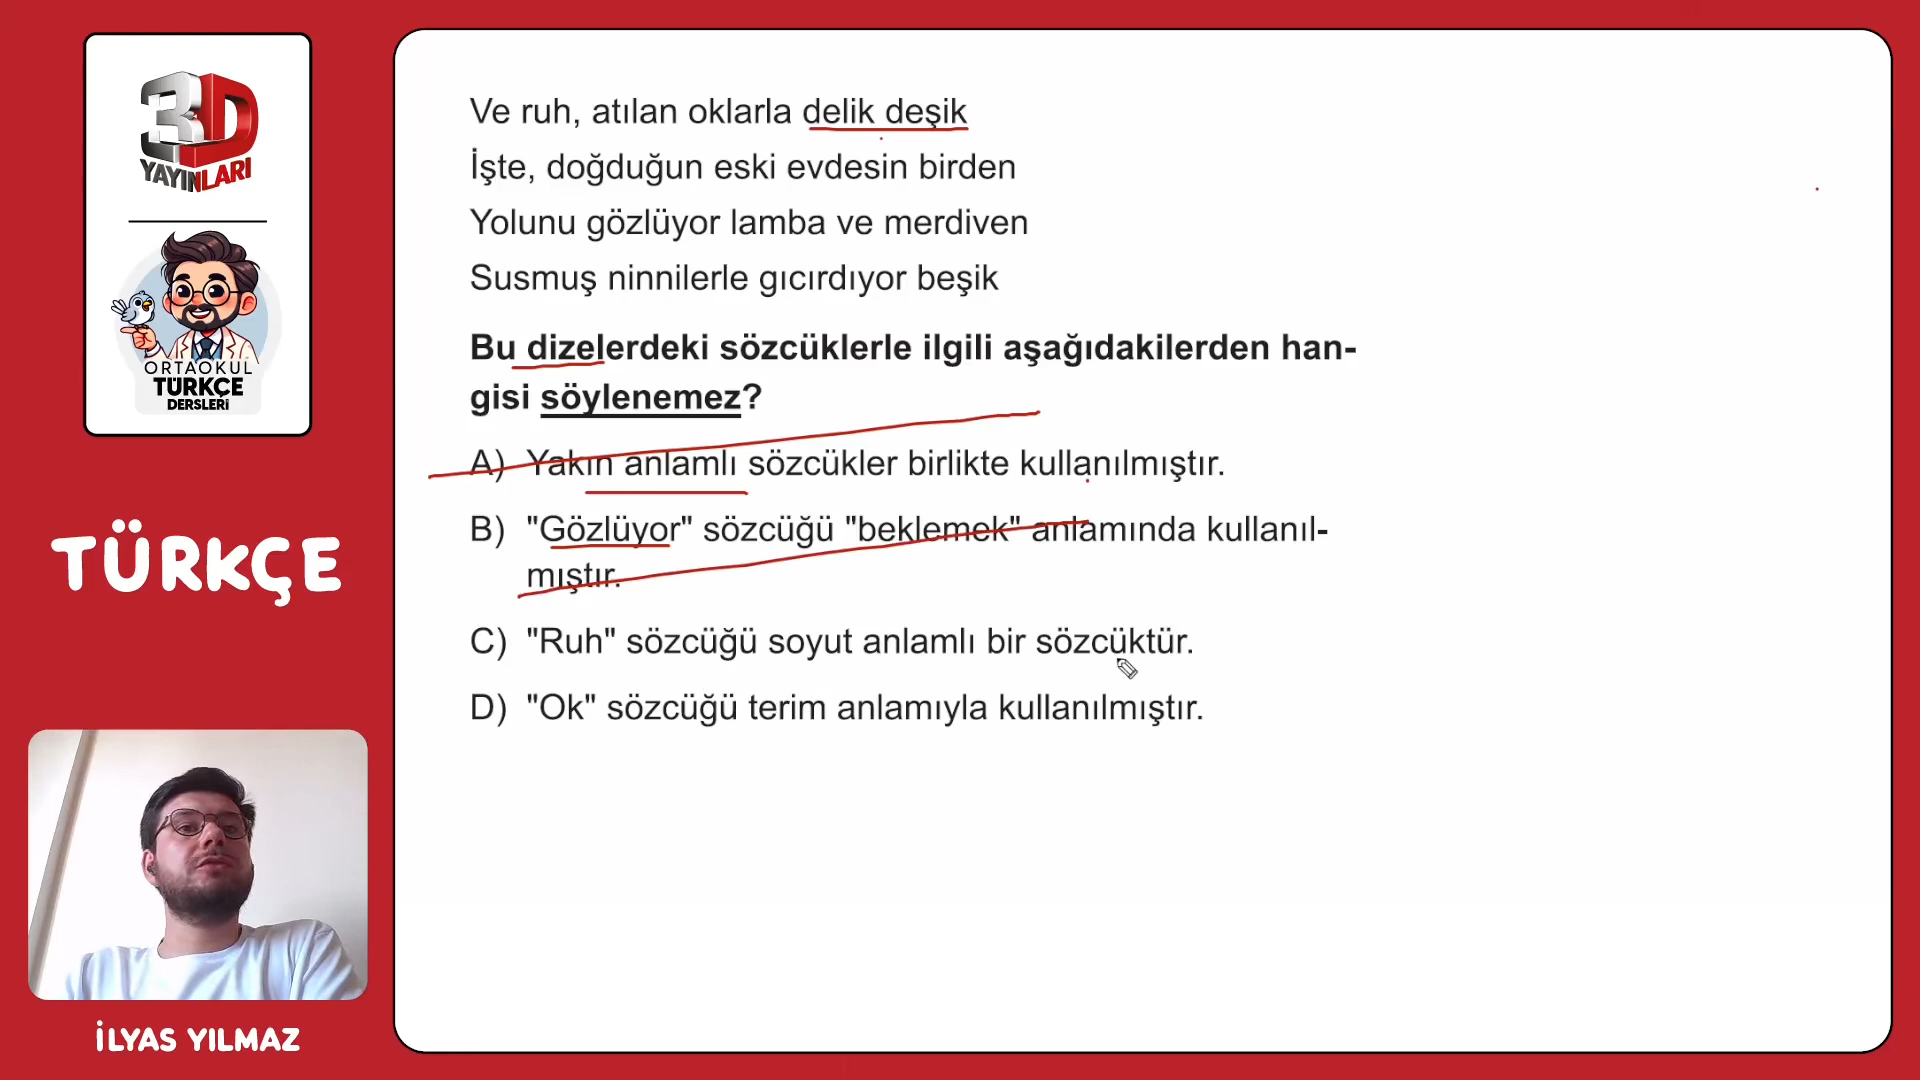 3D
YAYINLARI
ORTAOKUL
TÜRKÇE
DERSLERİ
TÜRKÇE
İLYAS YILMAZ
Ve ruh, atılan oklarla delik deşik
İşte, doğduğun eski evdesin birden
Yolunu gözlüyor lamba ve merdiven
Susmuş ninnilerle gıcırdıyor beşik
Bu dizelerdeki sözcüklerle ilgili aşağıdakilerden han-
gisi söylenemez?
A) Yakın anlamlı sözcükler birlikte kullanılmıştır.
B) "Gözlüyor" sözcüğü "beklemek" anlamında kullanıl-
mıştır.
C) "Ruh" sözcüğü soyut anlamlı bir sözcüktür.
D) "Ok" sözcüğü terim anlamıyla kullanılmıştır.